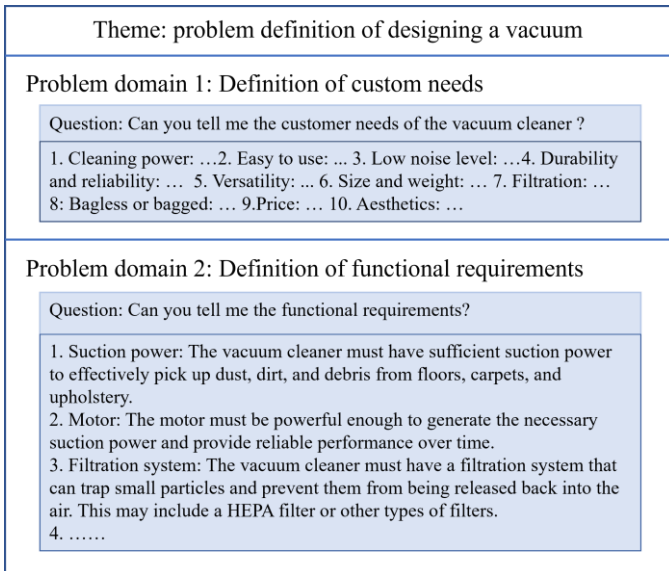 Theme: problem definition of designing a vacuum
Problem domain 1: Definition of custom needs
Question: Can you tell me the customer needs of the vacuum cleaner ?
1. Cleaning power: …2. Easy to use: ... 3. Low noise level: …4. Durability
and reliability: … 5. Versatility: ... 6. Size and weight: … 7. Filtration: …
8: Bagless or bagged: … 9.Price: … 10. Aesthetics: …
Problem domain 2: Definition of functional requirements
Question: Can you tell me the functional requirements?
1. Suction power: The vacuum cleaner must have sufficient suction power
to effectively pick up dust, dirt, and debris from floors, carpets, and
upholstery.
2. Motor: The motor must be powerful enough to generate the necessary
suction power and provide reliable performance over time.
3. Filtration system: The vacuum cleaner must have a filtration system that
can trap small particles and prevent them from being released back into the
air. This may include a HEPA filter or other types of filters.
4. ……